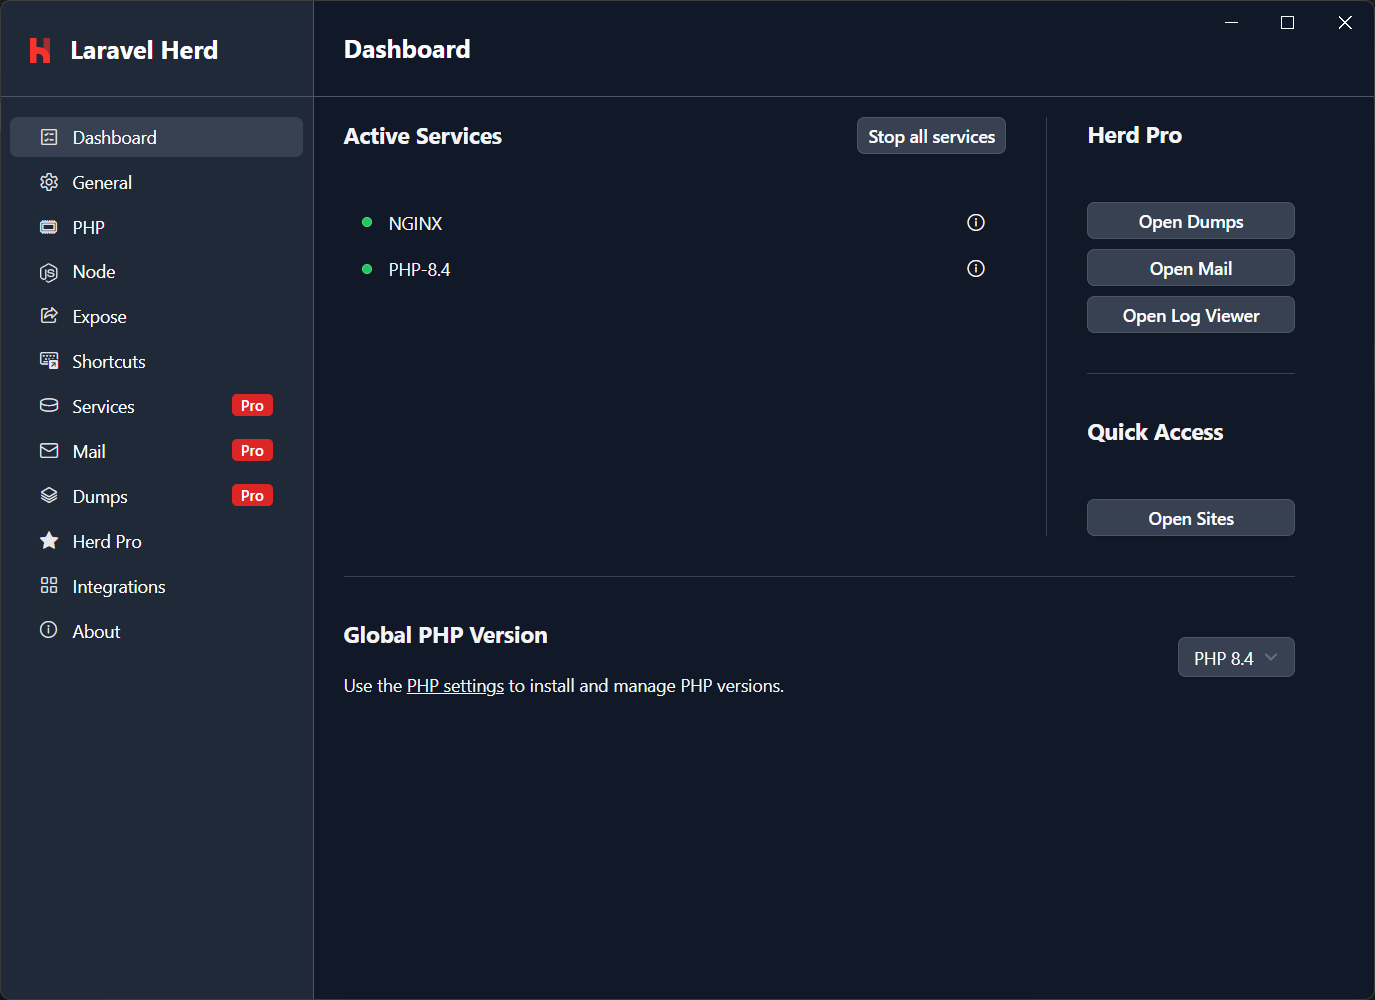 Laravel Herd
Dashboard
Dashboard
General
PHP
Node
Expose
Shortcuts
Services Pro
Mail Pro
Dumps Pro
Herd Pro
Integrations
About
Active Services
Stop all services
NGINX
PHP-8.4
Herd Pro
Open Dumps
Open Mail
Open Log Viewer
Quick Access
Open Sites
Global PHP Version
Use the PHP settings to install and manage PHP versions.
PHP 8.4